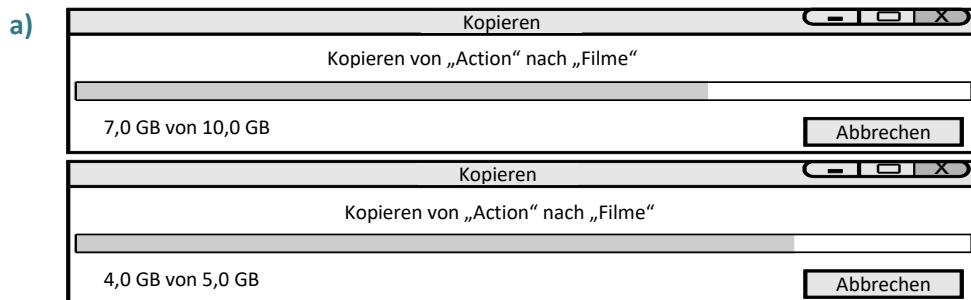 a)
Kopieren
X
Kopieren von „Action“ nach „Filme“
7,0 GB von 10,0 GB
Abbrechen
Kopieren
X
Kopieren von „Action“ nach „Filme“
4,0 GB von 5,0 GB
Abbrechen